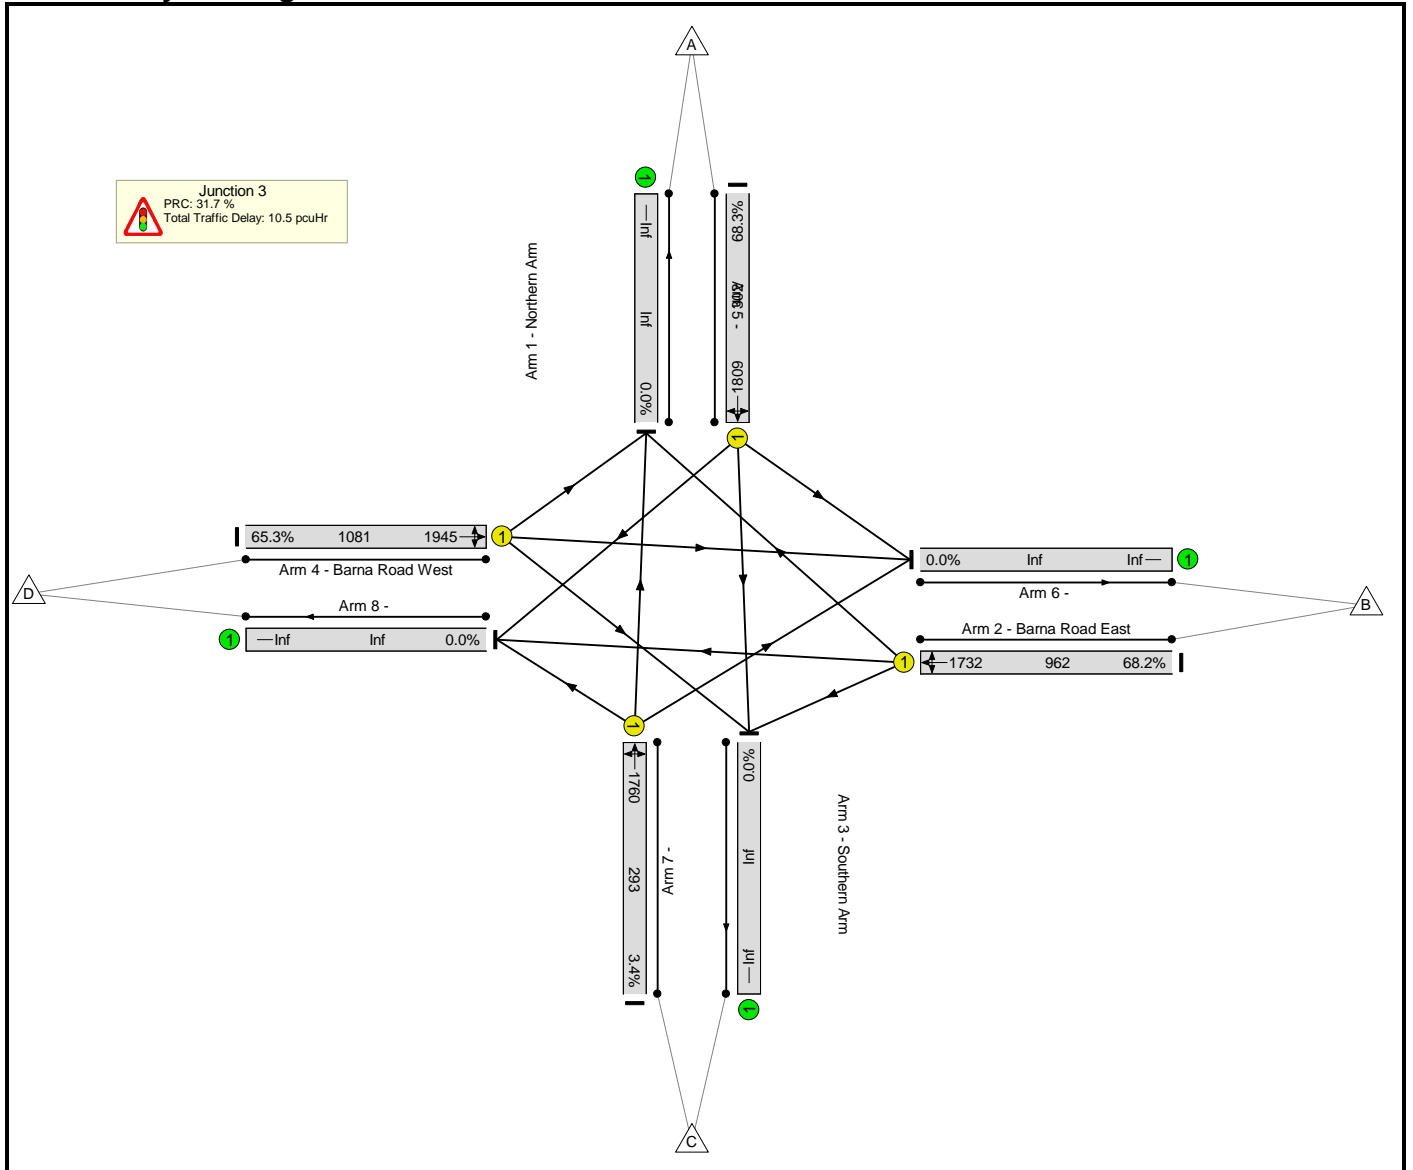 A
Junction 3
PRC: 31.7 %
Total Traffic Delay: 10.5 pcuHr
Arm 1 - Northern Arm
1
Inf
Inf
0.0%
68.3%
1809
1
65.3% 1081 1945
1
Arm 4 - Barna Road West
D
Arm 8 -
1
Inf Inf 0.0%
0.0% Inf Inf
1
Arm 6 -
B
Arm 2 - Barna Road East
1
1732 962 68.2%
1
1760
293
3.4%
Arm 7 -
0.0%
Inf
Inf
1
Arm 3 - Southern Arm
C